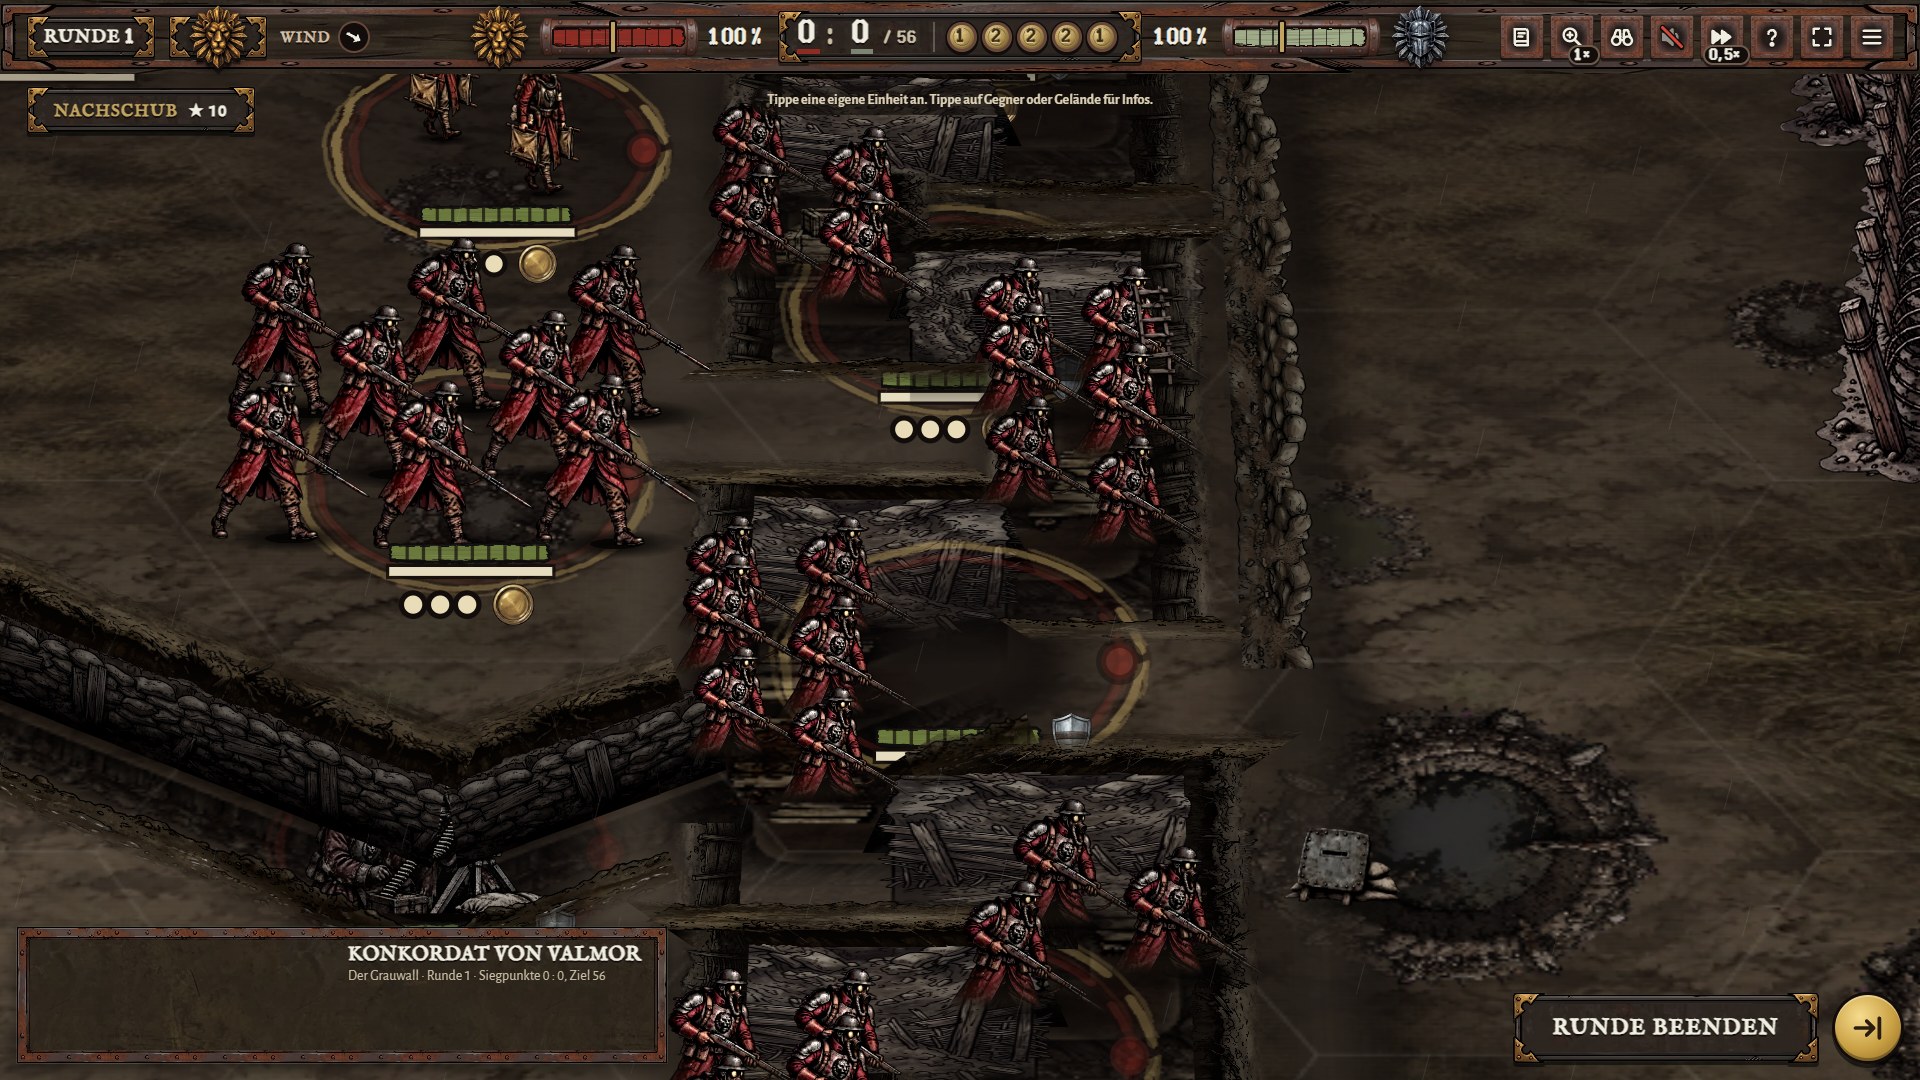 RUNDE 1
WIND
100%
0 : 0 / 56
1 2 2 2 1
100%
1×
0,5×
?
NACHSCHUB ★ 10
Tippe eine eigene Einheit an. Tippe auf Gegner oder Gelände für Infos.
KONKORDAT VON VALMOR
Der Grauwall · Runde 1 · Siegpunkte 0 : 0, Ziel 56
RUNDE BEENDEN